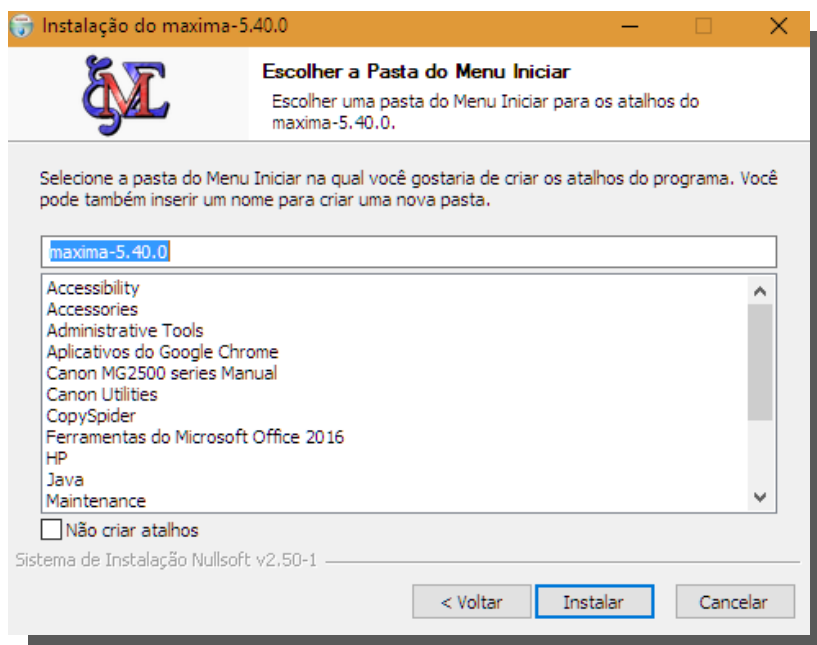 Instalação do maxima-5.40.0
Escolher a Pasta do Menu Iniciar
Escolher uma pasta do Menu Iniciar para os atalhos do
maxima-5.40.0.
Selecione a pasta do Menu Iniciar na qual você gostaria de criar os atalhos do programa. Você
pode também inserir um nome para criar uma nova pasta.
maxima-5.40.0
Accessibility
Accessories
Administrative Tools
Aplicativos do Google Chrome
Canon MG2500 series Manual
Canon Utilities
CopySpider
Ferramentas do Microsoft Office 2016
HP
Java
Maintenance
Não criar atalhos
Sistema de Instalação Nullsoft v2.50-1
< Voltar
Instalar
Cancelar